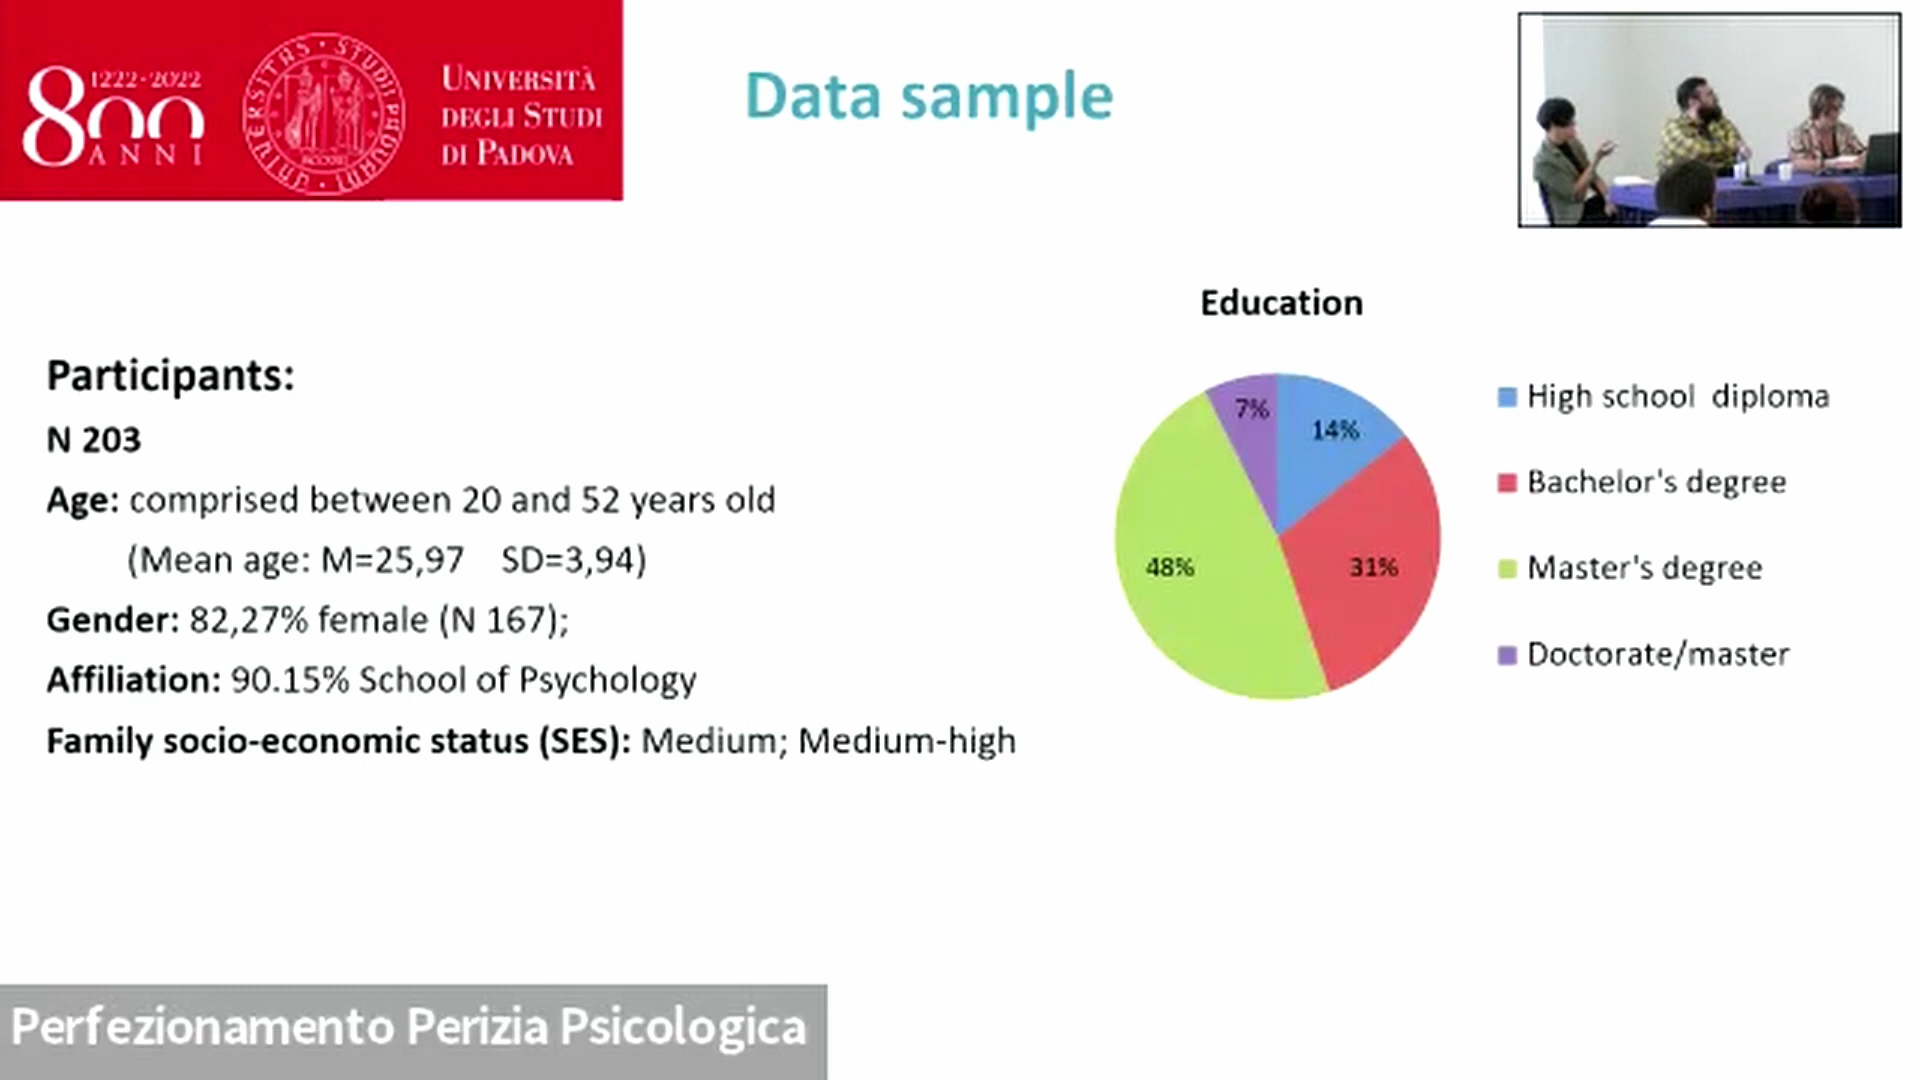 1222-2022
800
ANNI
UNIVERSITÀ
DEGLI STUDI
DI PADOVA
Data sample
Participants:
N 203
Age: comprised between 20 and 52 years old
(Mean age: M=25,97 SD=3,94)
Gender: 82,27% female (N 167);
Affiliation: 90.15% School of Psychology
Family socio-economic status (SES): Medium; Medium-high
Education
7%
14%
48%
31%
High school diploma
Bachelor's degree
Master's degree
Doctorate/master
Perfezionamento Perizia Psicologica